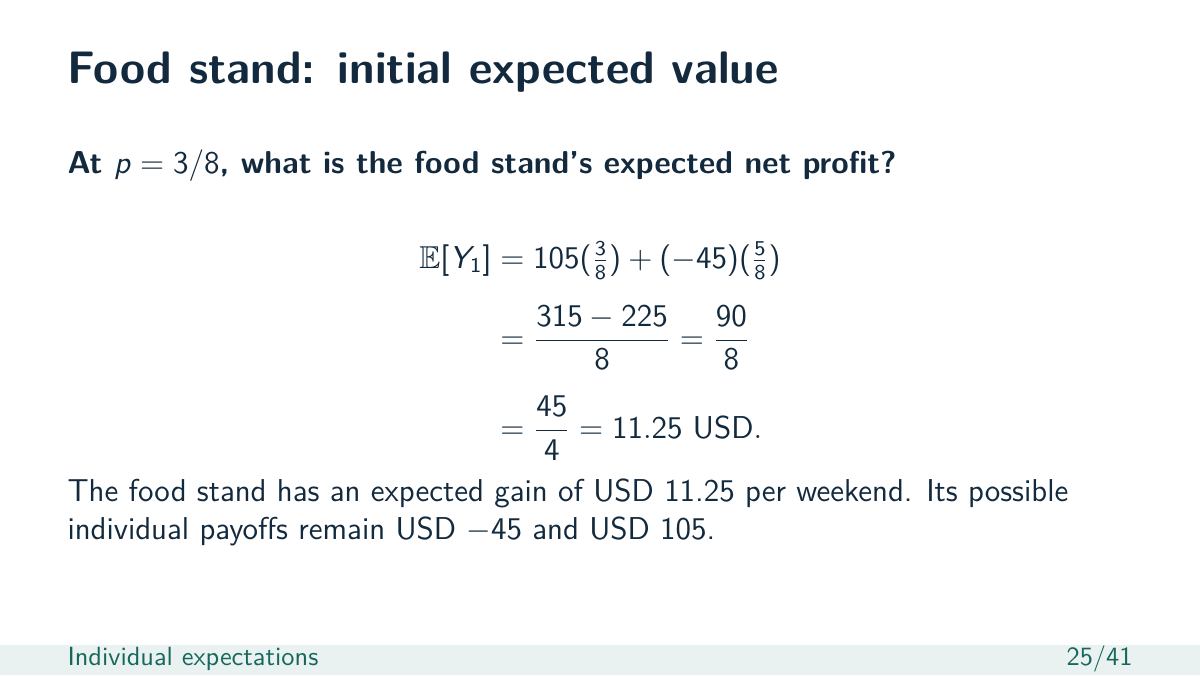 Food stand: initial expected value
At p = 3/8, what is the food stand's expected net profit?
𝔼[Y₁] = 105(3/8) + (−45)(5/8)
= (315 − 225)/8 = 90/8
= 45/4 = 11.25 USD.
The food stand has an expected gain of USD 11.25 per weekend. Its possible
individual payoffs remain USD −45 and USD 105.
Individual expectations 25/41